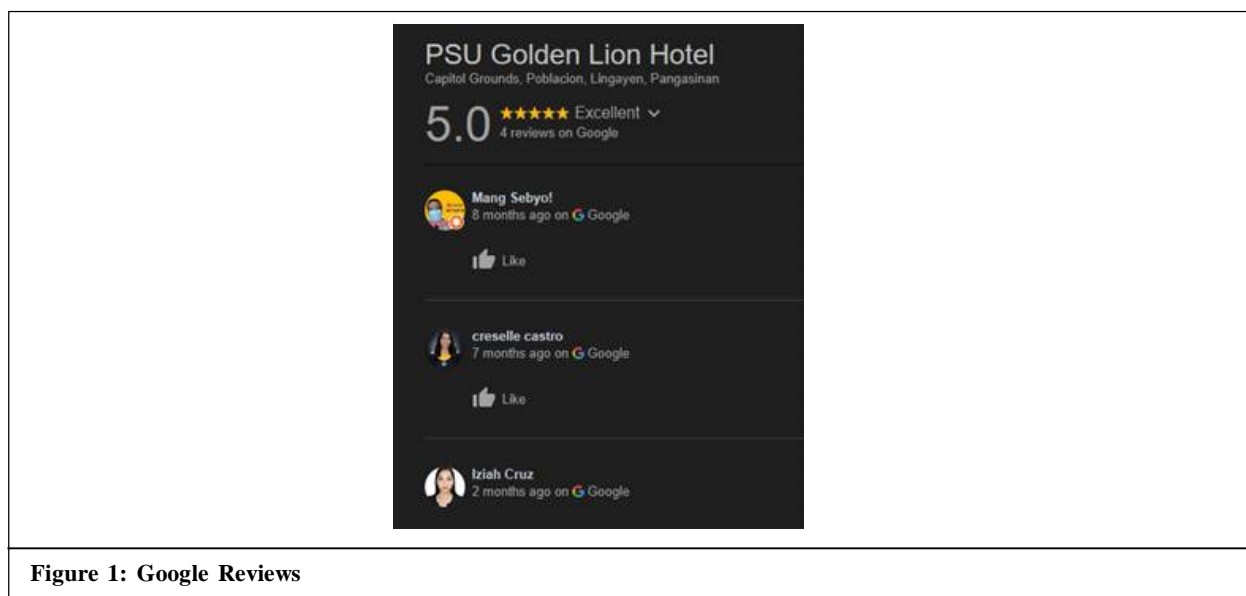 PSU Golden Lion Hotel
Capitol Grounds, Poblacion, Lingayen, Pangasinan
5.0 Excellent
4 reviews on Google
Mang Sebyo!
8 months ago on G Google
Like
creselle castro
7 months ago on G Google
Like
Iziah Cruz
2 months ago on G Google
Figure 1: Google Reviews